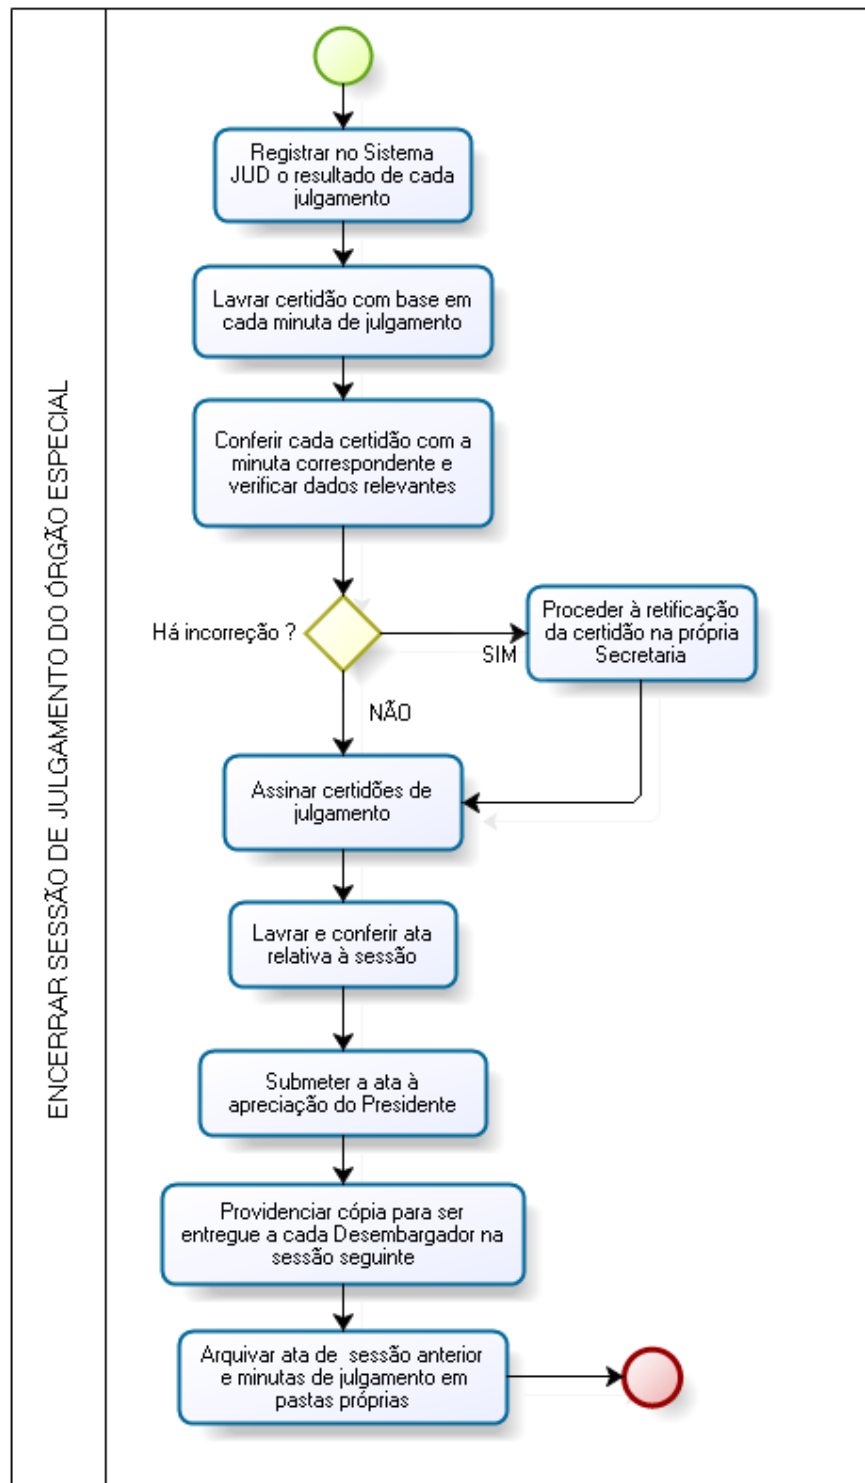 ENCERRAR SESSÃO DE JULGAMENTO DO ÓRGÃO ESPECIAL
Registrar no Sistema
JUD o resultado de cada
julgamento
Lavrar certidão com base em
cada minuta de julgamento
Conferir cada certidão com a
minuta correspondente e
verificar dados relevantes
Há incorreção ?
SIM
Proceder à retificação
da certidão na própria
Secretaria
NÃO
Assinar certidões de
julgamento
Lavrar e conferir ata
relativa à sessão
Submeter a ata à
apreciação do Presidente
Providenciar cópia para ser
entregue a cada Desembargador na
sessão seguinte
Arquivar ata de sessão anterior
e minutas de julgamento em
pastas próprias